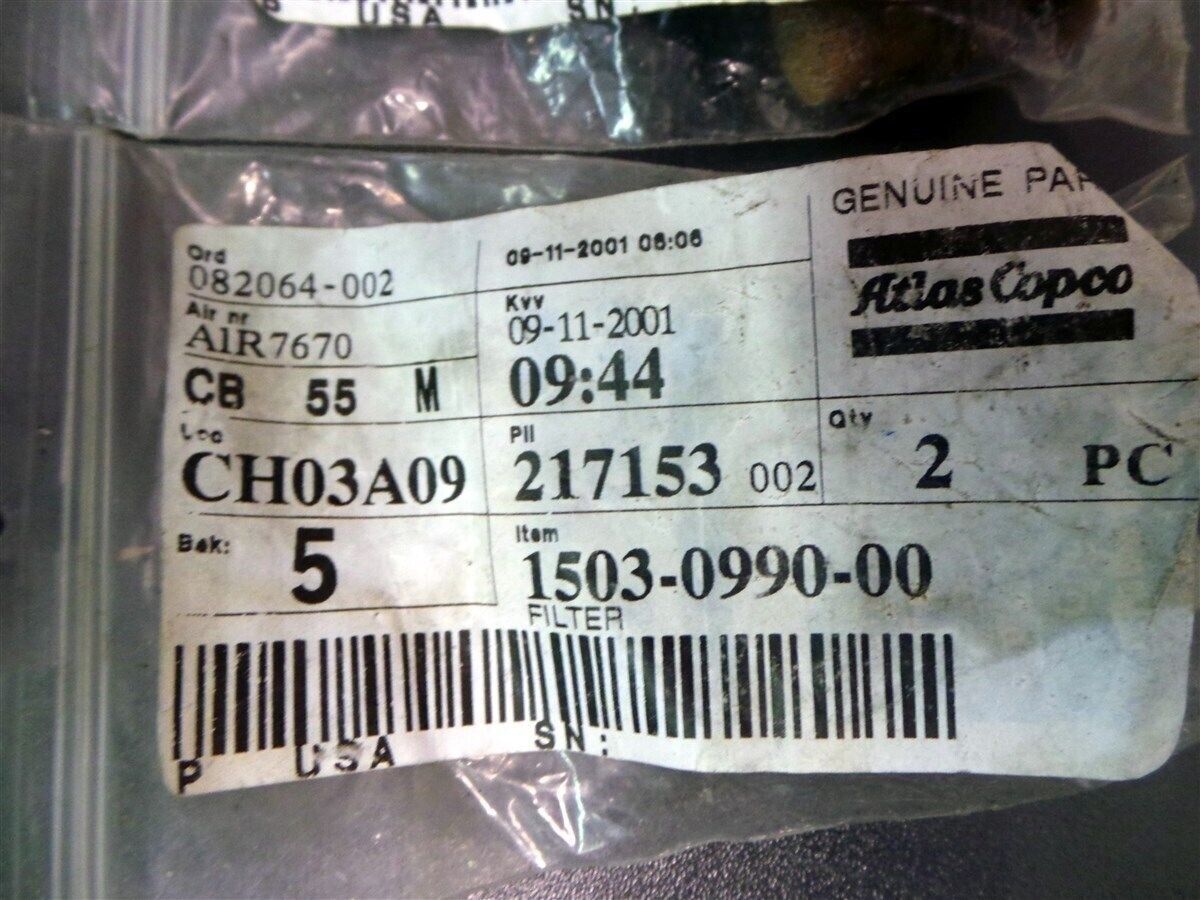 USA SN:
GENUINE
Atlas Copco
Ord
082064-002
09-11-2001 06:06
Air nr
AIR7670
Kvv
09-11-2001
CB 55 M
09:44
Loc
CH03A09
Pll
217153 002
Qty
2 PC
Bak: 5
Item
1503-0990-00
FILTER
P USA SN: